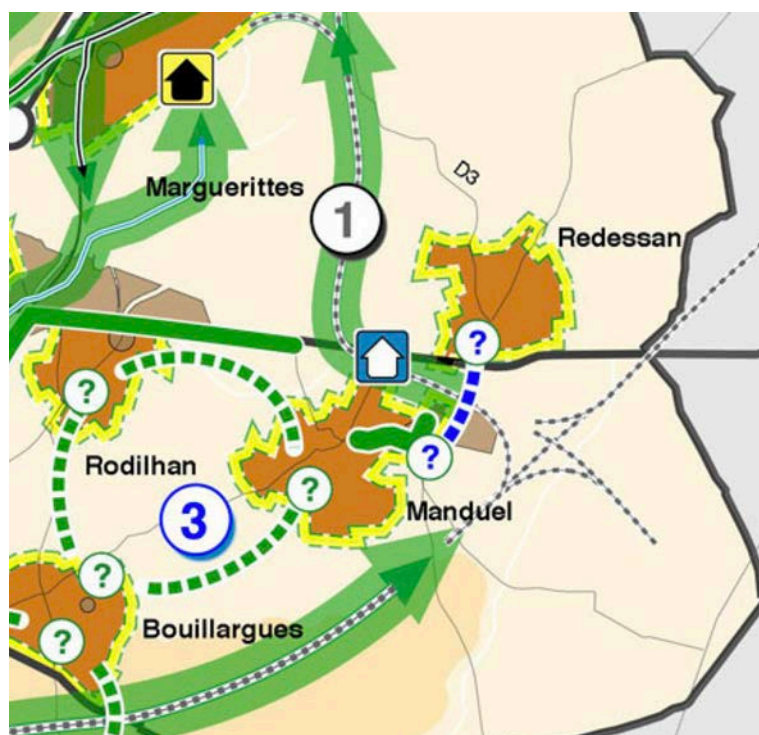 Marguerittes
D3
1
Redessan
?
?
Rodilhan
?
?
3
Manduel
?
Bouillargues
?